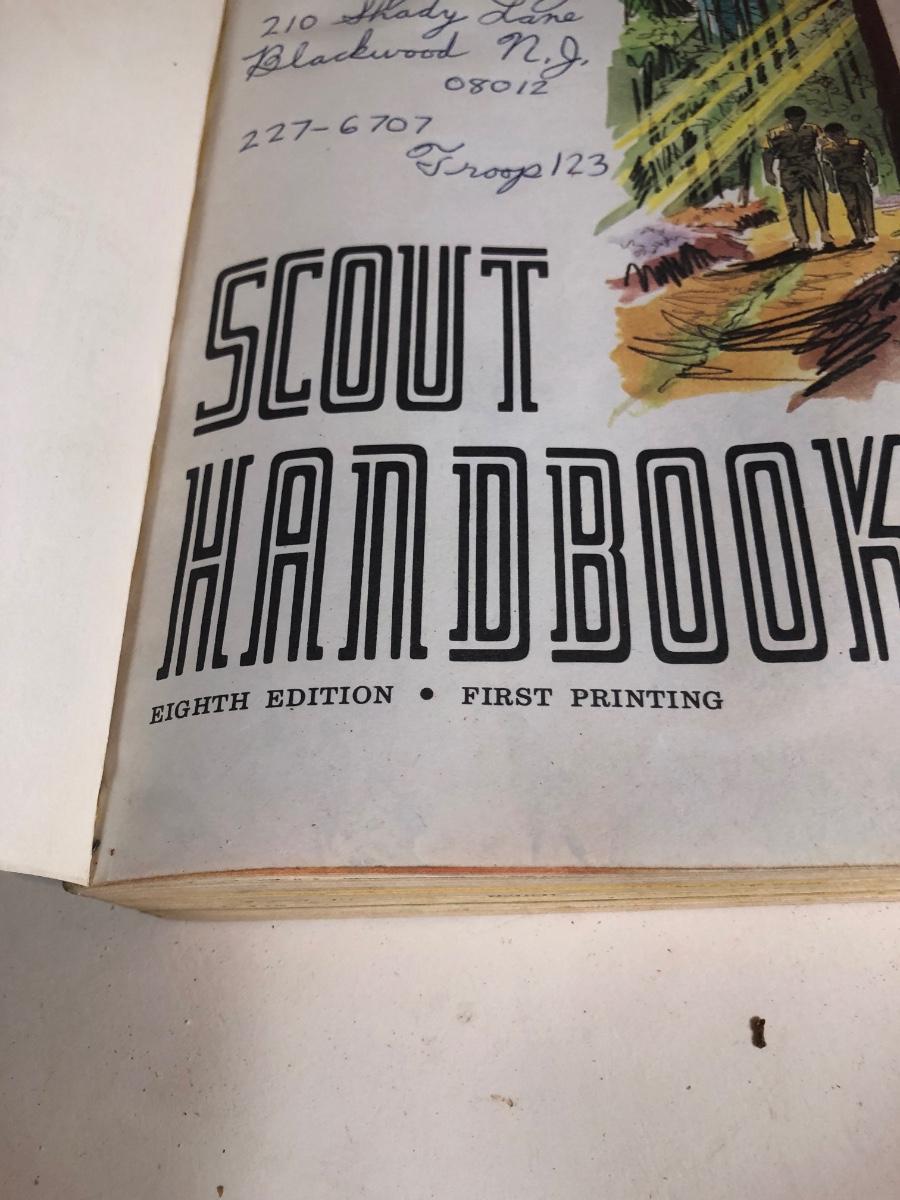 210 Shady Lane
Blackwood N.J.
08012
227-6707
Troop 123
SCOUT
HANDBOOK
EIGHTH EDITION • FIRST PRINTING